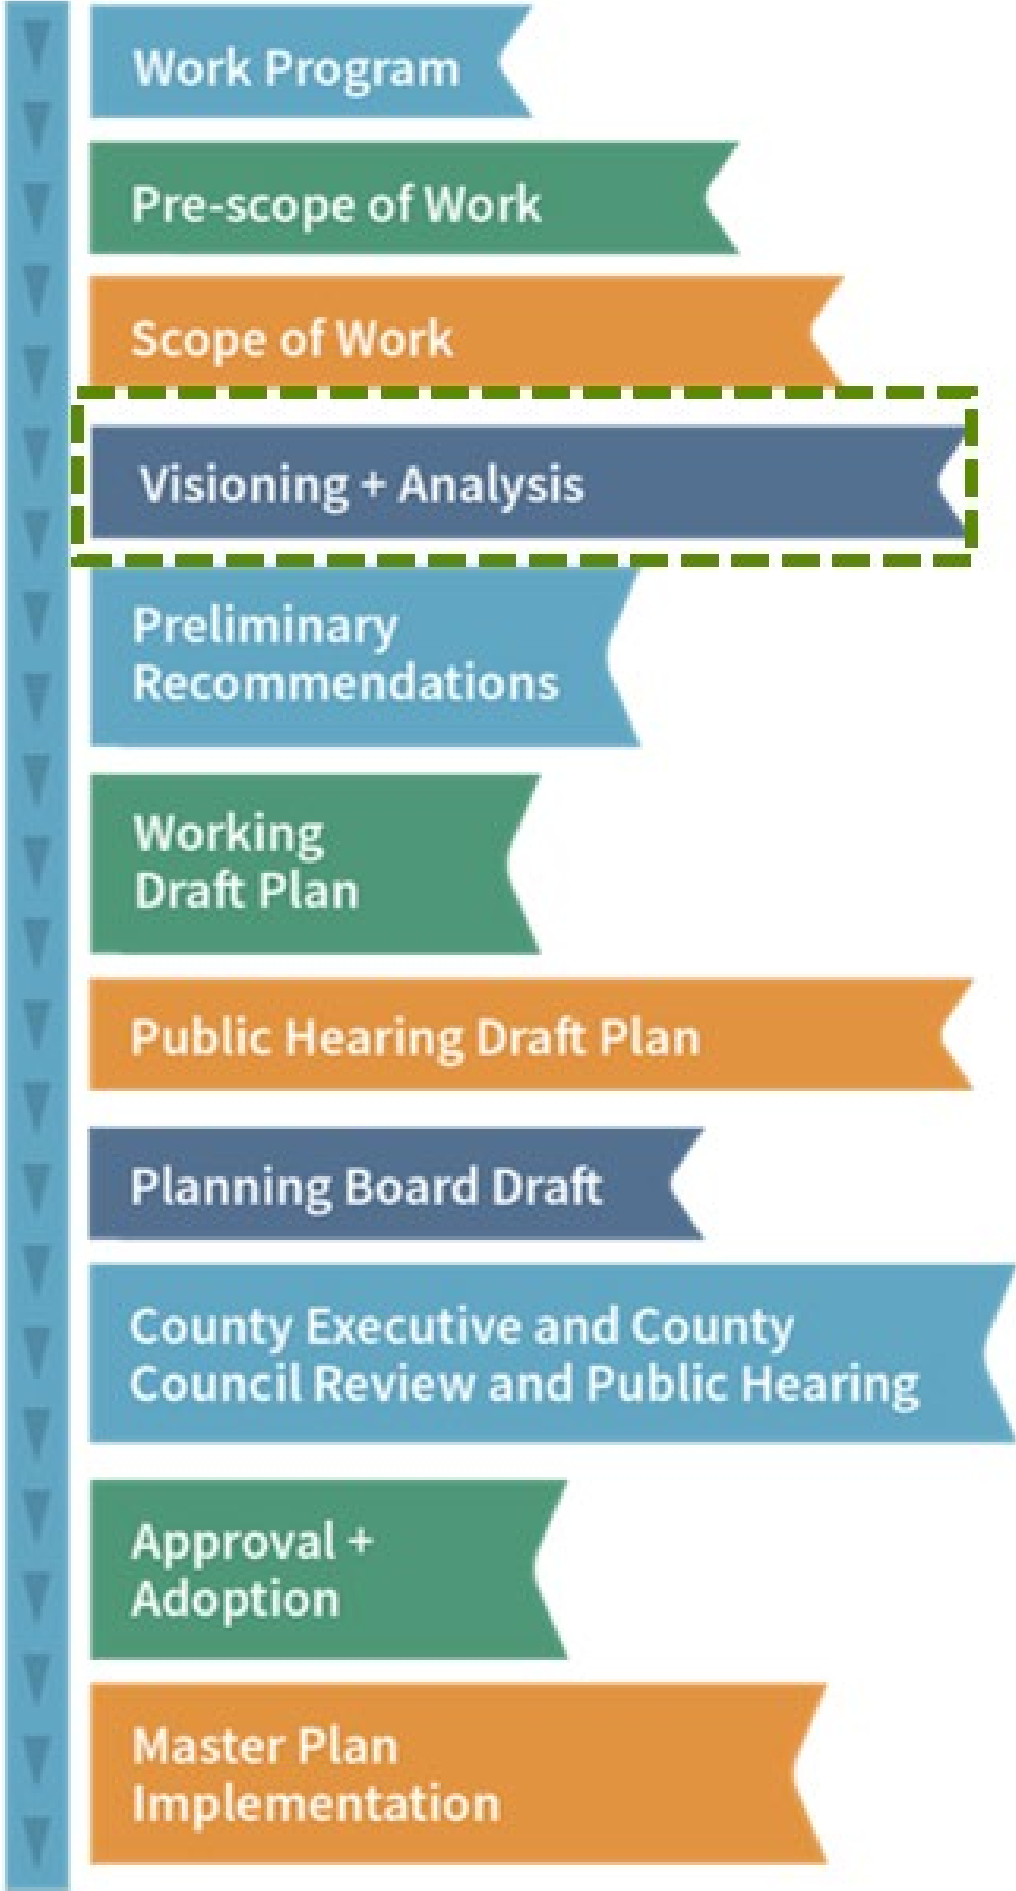 Work Program
Pre-scope of Work
Scope of Work
Visioning + Analysis
Preliminary
Recommendations
Working
Draft Plan
Public Hearing Draft Plan
Planning Board Draft
County Executive and County
Council Review and Public Hearing
Approval +
Adoption
Master Plan
Implementation